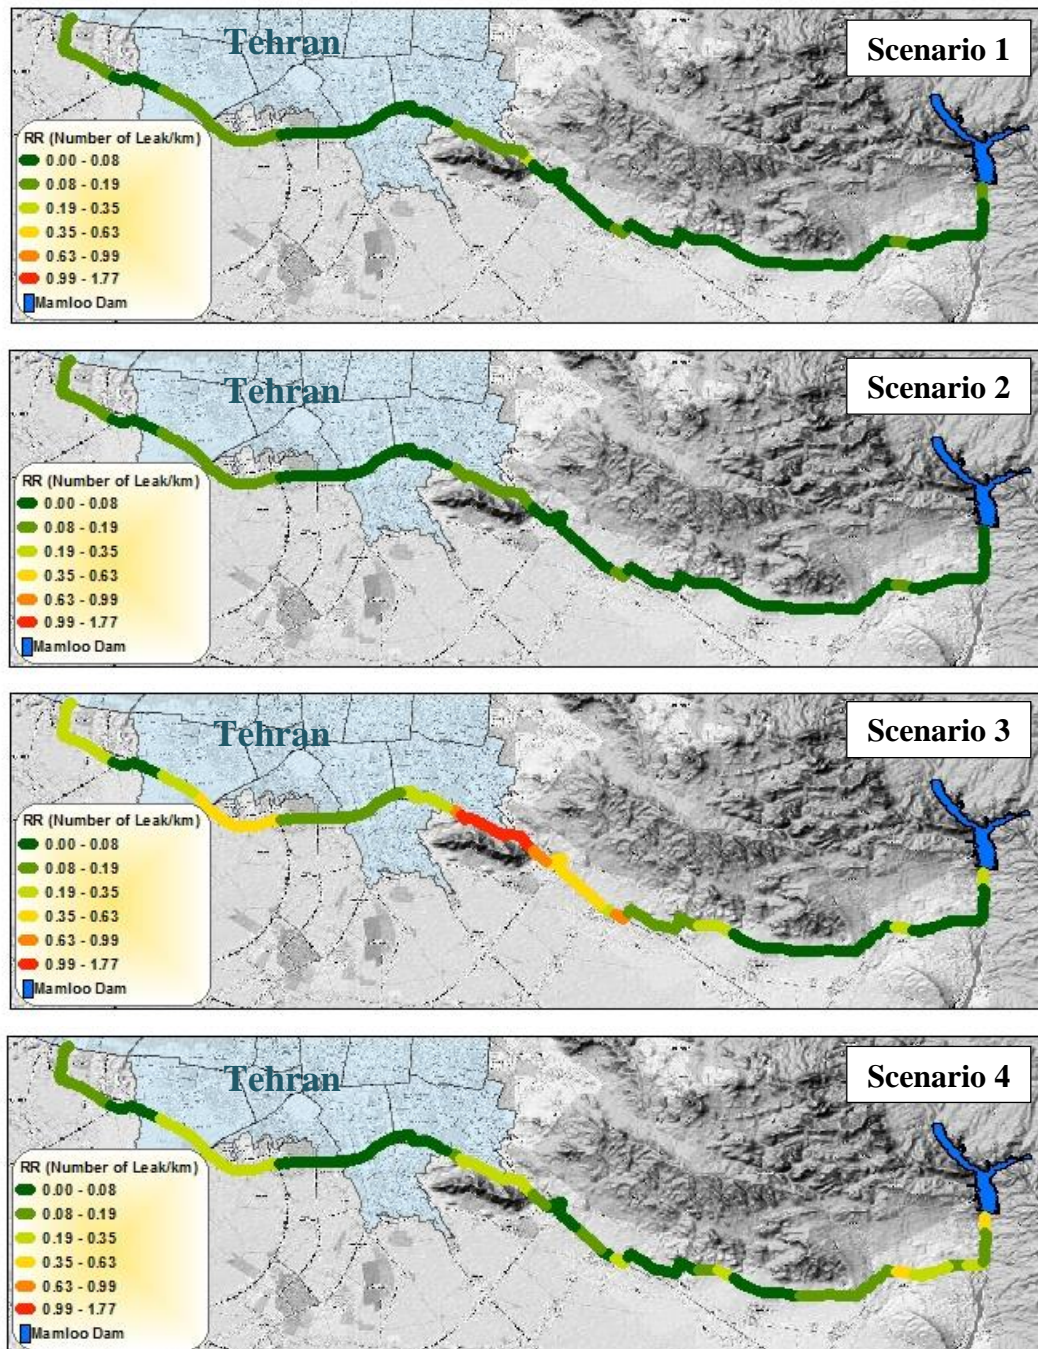 Tehran
Scenario 1
RR (Number of Leak/km)
0.00 - 0.08
0.08 - 0.19
0.19 - 0.35
0.35 - 0.63
0.63 - 0.99
0.99 - 1.77
Mamloo Dam
Tehran
Scenario 2
RR (Number of Leak/km)
0.00 - 0.08
0.08 - 0.19
0.19 - 0.35
0.35 - 0.63
0.63 - 0.99
0.99 - 1.77
Mamloo Dam
Tehran
Scenario 3
RR (Number of Leak/km)
0.00 - 0.08
0.08 - 0.19
0.19 - 0.35
0.35 - 0.63
0.63 - 0.99
0.99 - 1.77
Mamloo Dam
Tehran
Scenario 4
RR (Number of Leak/km)
0.00 - 0.08
0.08 - 0.19
0.19 - 0.35
0.35 - 0.63
0.63 - 0.99
0.99 - 1.77
Mamloo Dam